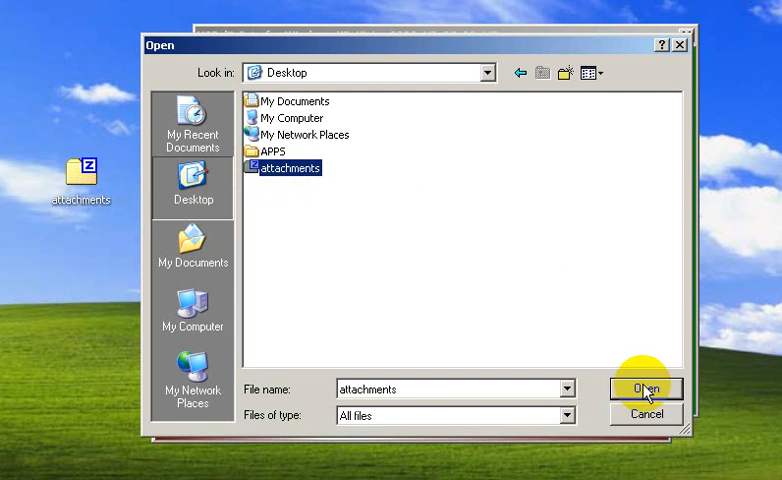 Open
Look in:
Desktop
My Documents
My Computer
My Network Places
APPS
attachments
My Recent
Documents
Desktop
My Documents
My Computer
My Network
Places
attachments
File name:
attachments
Open
Files of type:
All files
Cancel